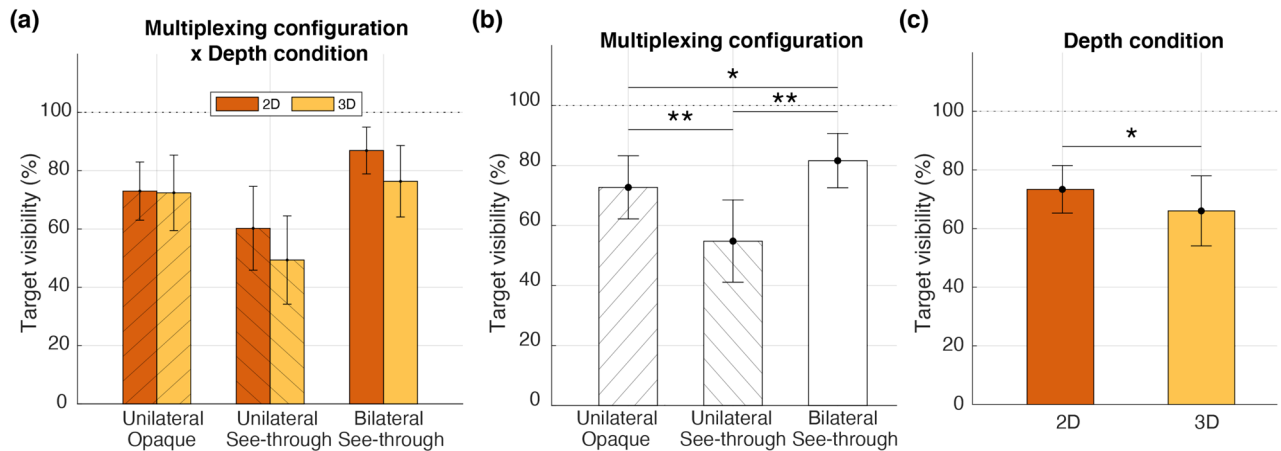 (a)
Multiplexing configuration
x Depth condition
2D 3D
Target visibility (%)
100
80
60
40
20
0
Unilateral Opaque
Unilateral See-through
Bilateral See-through
(b)
Multiplexing configuration
*
**
**
Target visibility (%)
100
80
60
40
20
0
Unilateral Opaque
Unilateral See-through
Bilateral See-through
(c)
Depth condition
*
Target visibility (%)
100
80
60
40
20
0
2D
3D